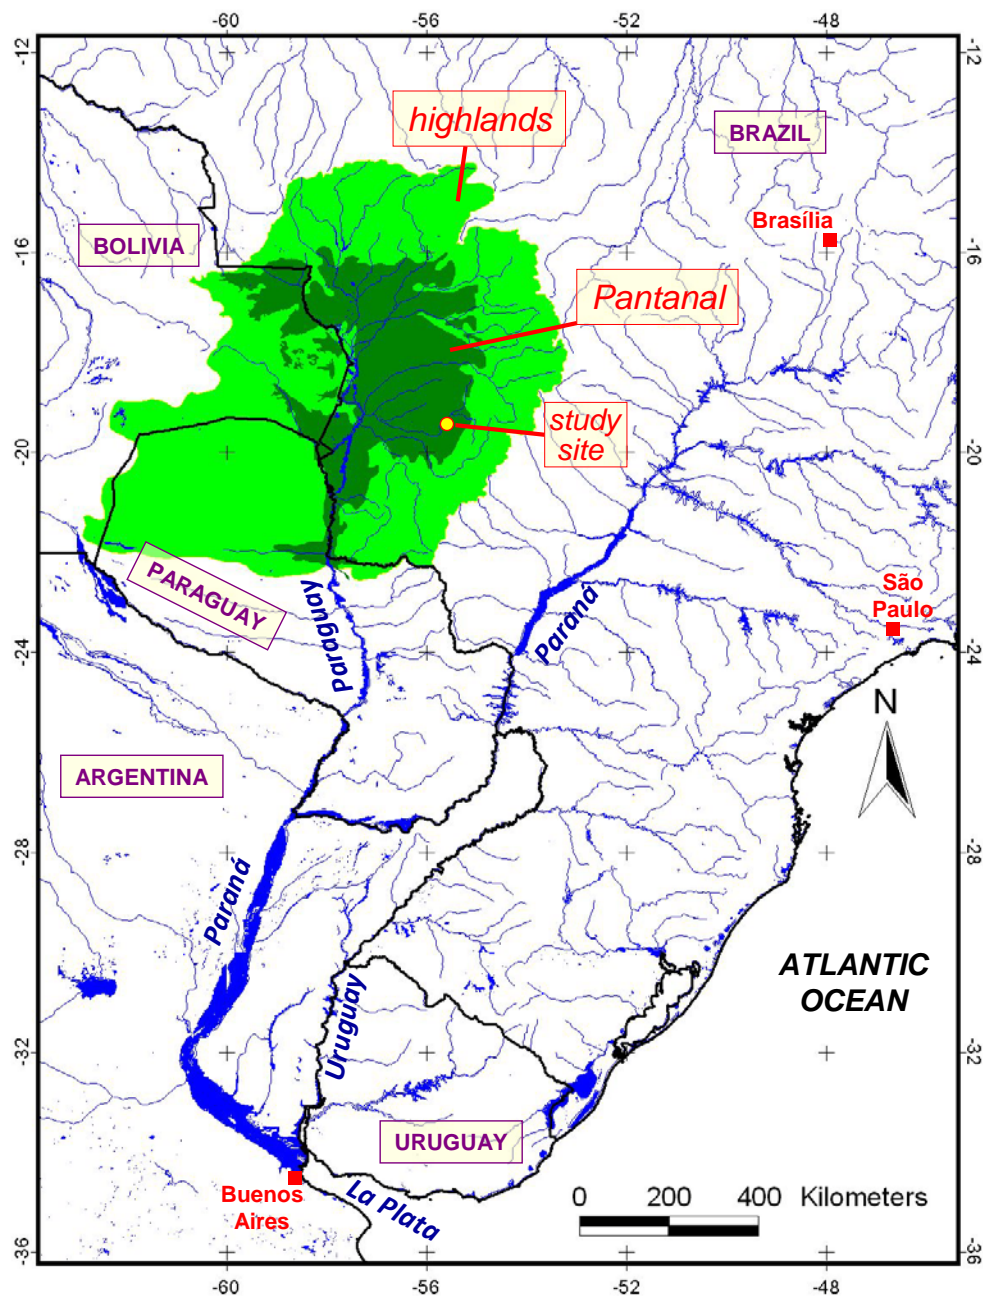 -60 -56 -52 -48
-12 -12
highlands
BRAZIL
Brasília
BOLIVIA
-16 -16
Pantanal
study
site
-20 -20
PARAGUAY
Paraguay
Paraná
São
Paulo
-24 -24
N
ARGENTINA
-28 -28
Paraná
ATLANTIC
OCEAN
Uruguay
-32 -32
URUGUAY
Buenos
Aires
La Plata
0 200 400 Kilometers
-36 -36
-60 -56 -52 -48